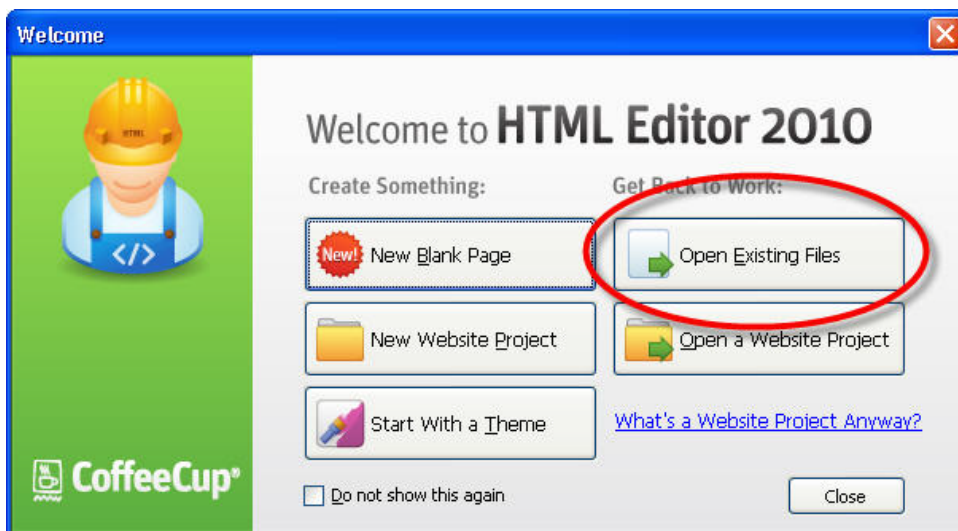 Welcome
HTML
</>
Welcome to HTML Editor 2010
Create Something:
Get Back to Work:
New!
New Blank Page
Open Existing Files
New Website Project
Open a Website Project
Start With a Theme
What's a Website Project Anyway?
CoffeeCup®
Do not show this again
Close